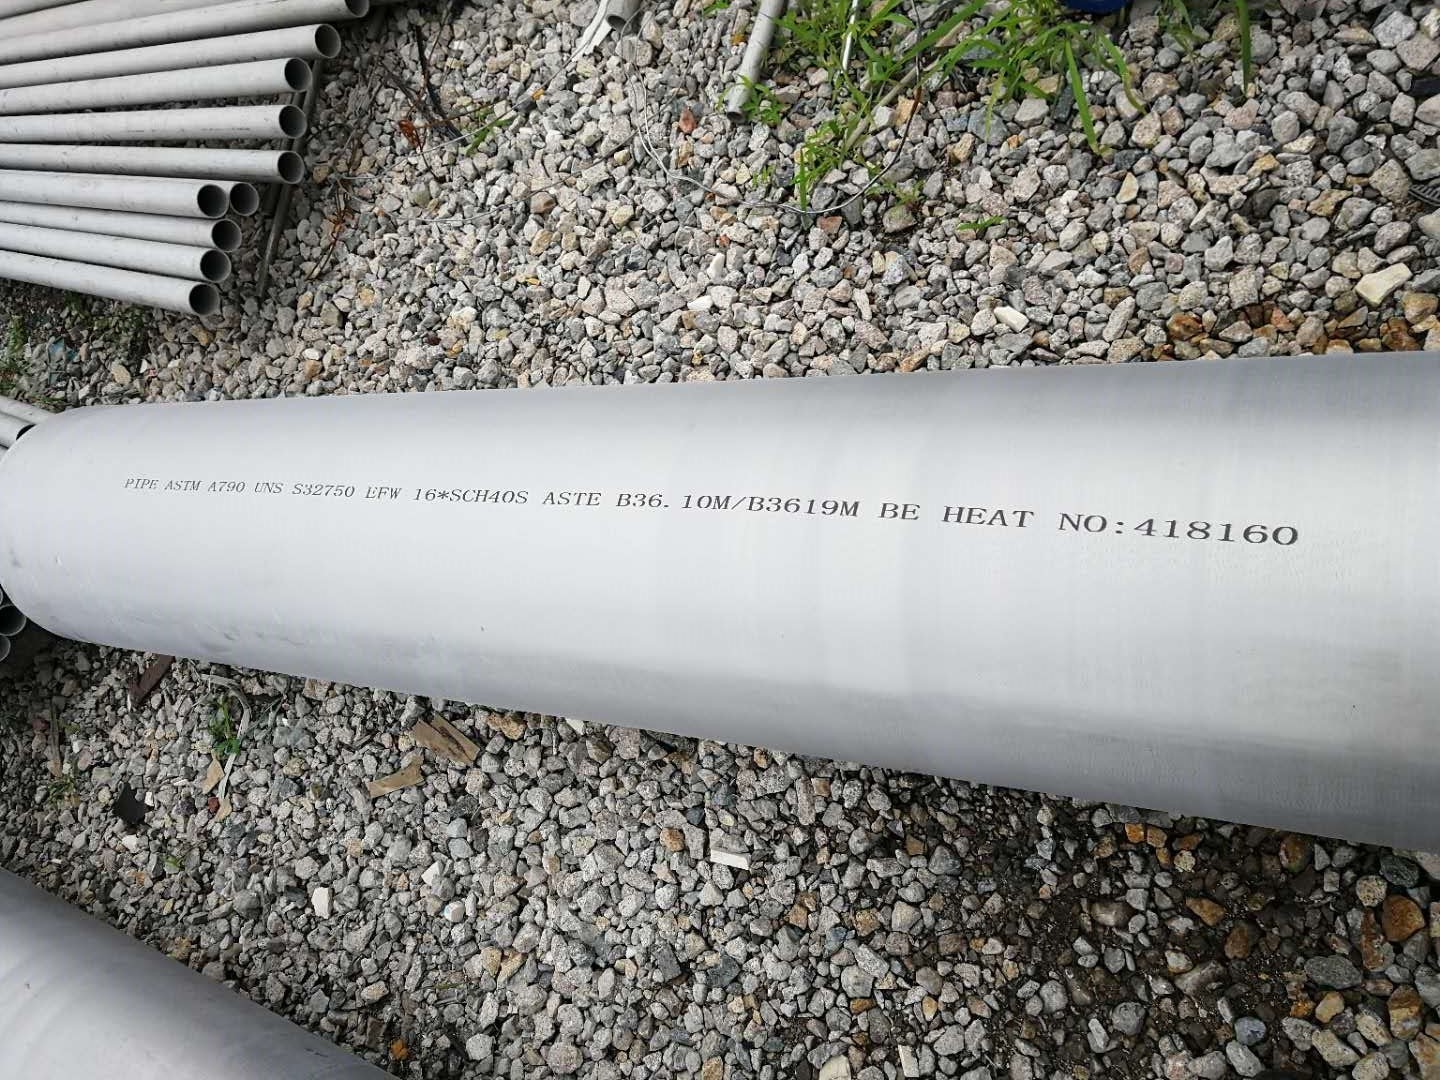 PIPE ASTM A790 UNS S32750 EFW 16*SCH40S ASTE B36.10M/B3619M BE HEAT NO:418160